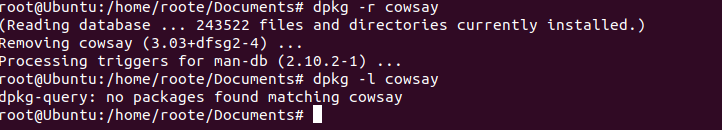 root@Ubuntu:/home/roote/Documents# dpkg -r cowsay
(Reading database ... 243522 files and directories currently installed.)
Removing cowsay (3.03+dfsg2-4) ...
Processing triggers for man-db (2.10.2-1) ...
root@Ubuntu:/home/roote/Documents# dpkg -l cowsay
dpkg-query: no packages found matching cowsay
root@Ubuntu:/home/roote/Documents#